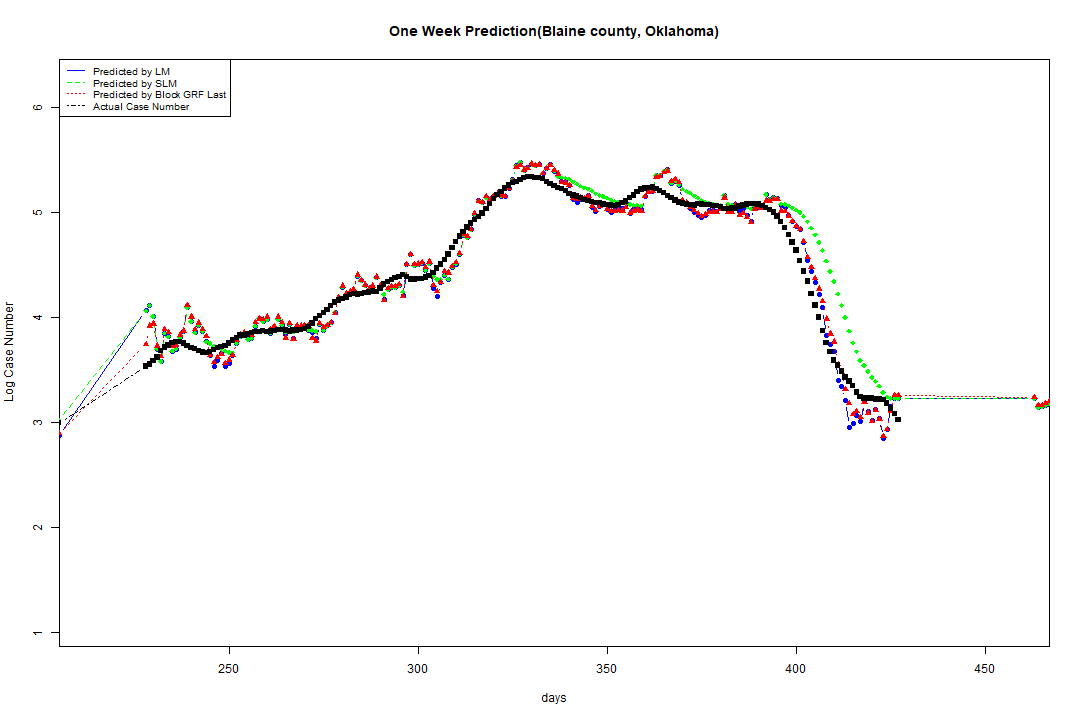 One Week Prediction(Blaine county, Oklahoma)
Predicted by LM
Predicted by SLM
Predicted by Block GRF Last
Actual Case Number
6
5
4
3
2
1
Log Case Number
250 300 350 400 450
days